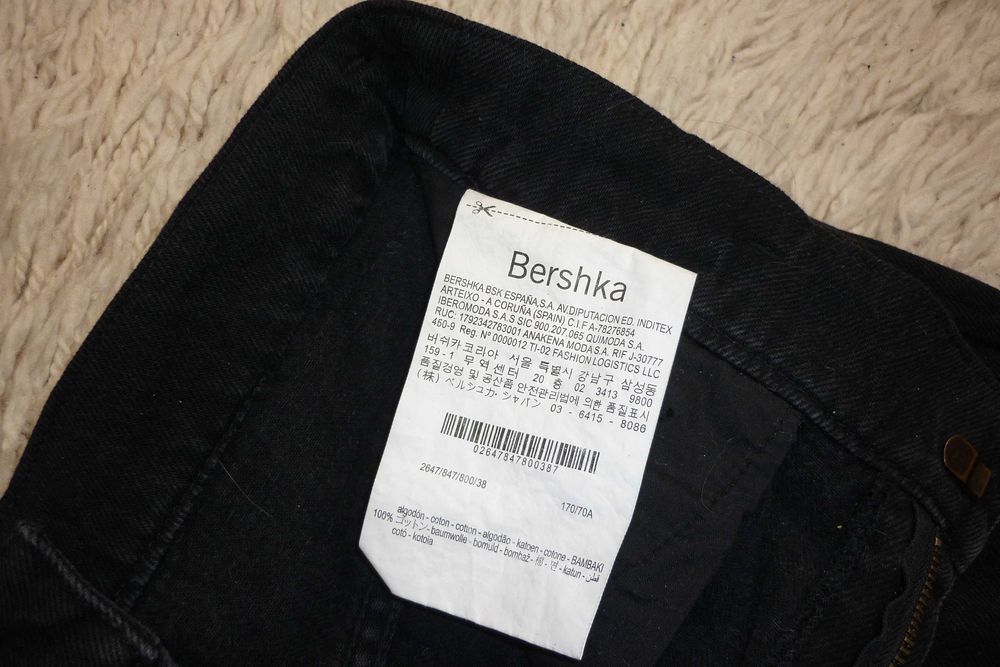 Bershka
BERSHKA BSK ESPAÑA,S.A. AV.DIPUTACION ED. INDITEX
ARTEIXO - A CORUÑA (SPAIN) C.I.F A-78276854
IBEROMODA S.A.S SIC 900.207.065 QUIMODA S.A.
RUC: 1792342783001 ANAKENA MODA S.A. RIF J-30777
450-9 Reg. Nº 0000012 TI-02 FASHION LOGISTICS LLC
버쉬카 코리아 서울 특별시 강남구 삼성동
159 - 1 무역센터 20 층 02 3413 9800
품질경영 및 공산품 안전관리법에 의한 품질표시
(株) ベルシュカ・ジャパン 03 - 6415 - 8086
02647847800387
2647/847/800/38
170/70A
algodón - coton - cotton - algodão - katoen - cotone - BAMBAKI
100% コットン - baumwolle - bomuld - bombaž - 棉 - 면 - katun - قطن
cotó - kotoia